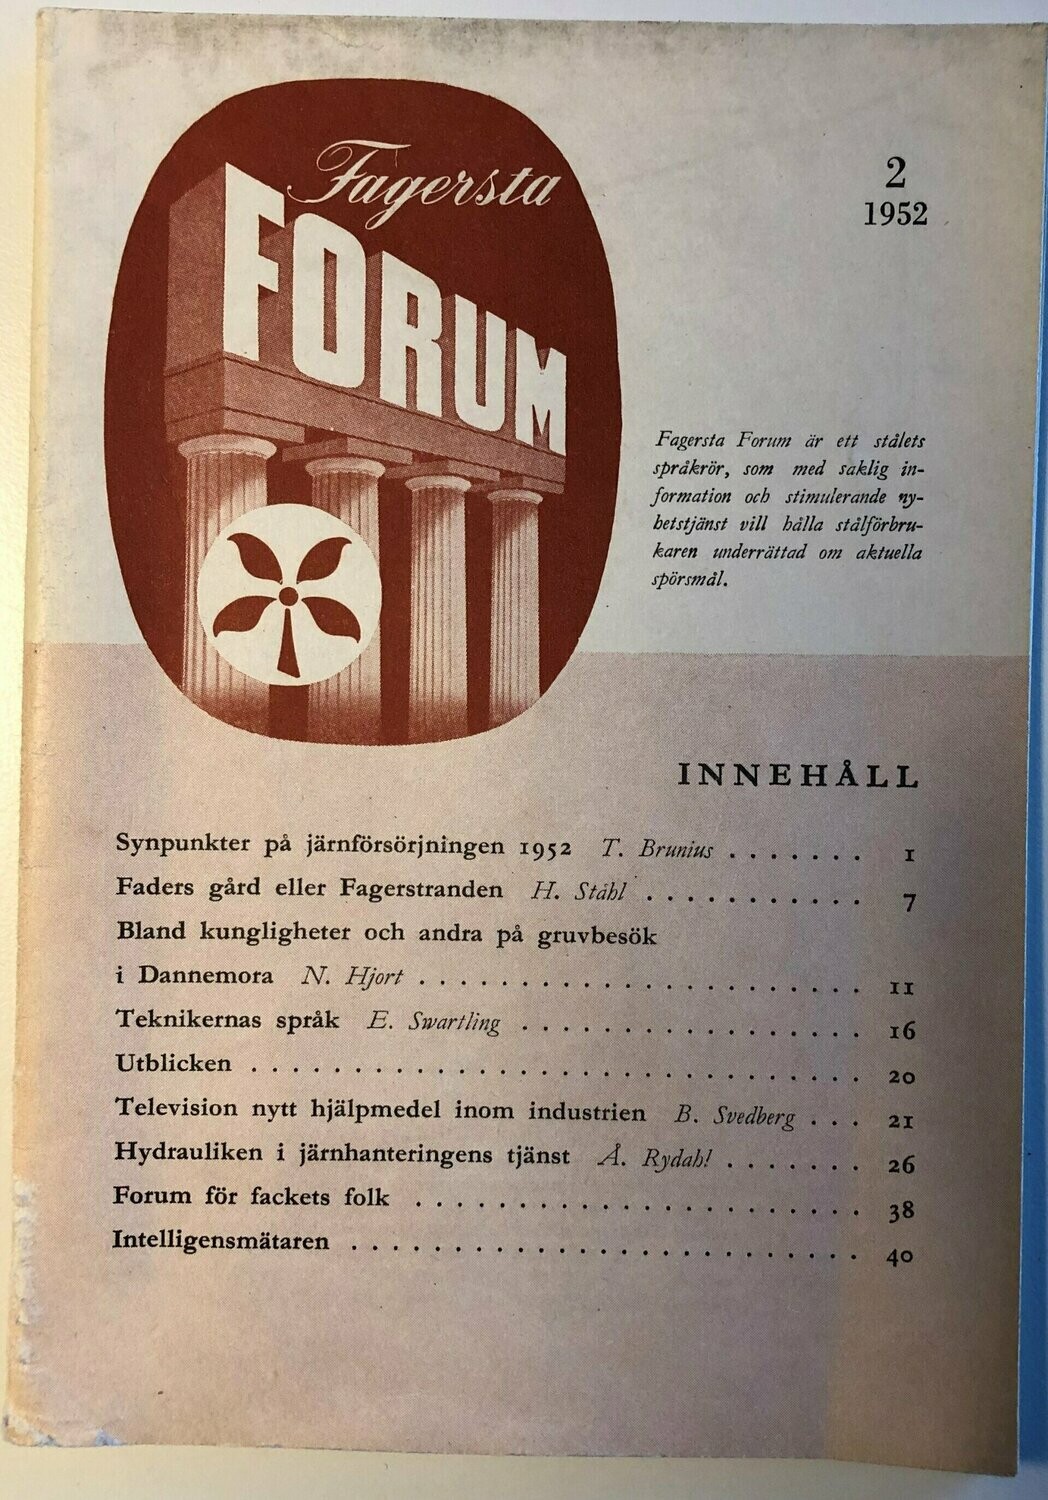 Fagersta
FORUM
2
1952
Fagersta Forum är ett stålets
språkrör, som med saklig in-
formation och stimulerande ny-
hetstjänst vill hålla stålförbru-
karen underrättad om aktuella
spörsmål.
INNEHÅLL
Synpunkter på järnförsörjningen 1952 T. Brunius . . . . . . . 1
Faders gård eller Fagerstranden H. Ståhl . . . . . . . . . . . 7
Bland kungligheter och andra på gruvbesök
i Dannemora N. Hjort . . . . . . . . . . . . . . . . . . . . . . 11
Teknikernas språk E. Swartling . . . . . . . . . . . . . . . . . 16
Utblicken . . . . . . . . . . . . . . . . . . . . . . . . . . . . . . 20
Television nytt hjälpmedel inom industrien B. Svedberg . . . 21
Hydrauliken i järnhanteringens tjänst Å. Rydahl . . . . . . . 26
Forum för fackets folk . . . . . . . . . . . . . . . . . . . . . . 38
Intelligensmätaren . . . . . . . . . . . . . . . . . . . . . . . . . 40